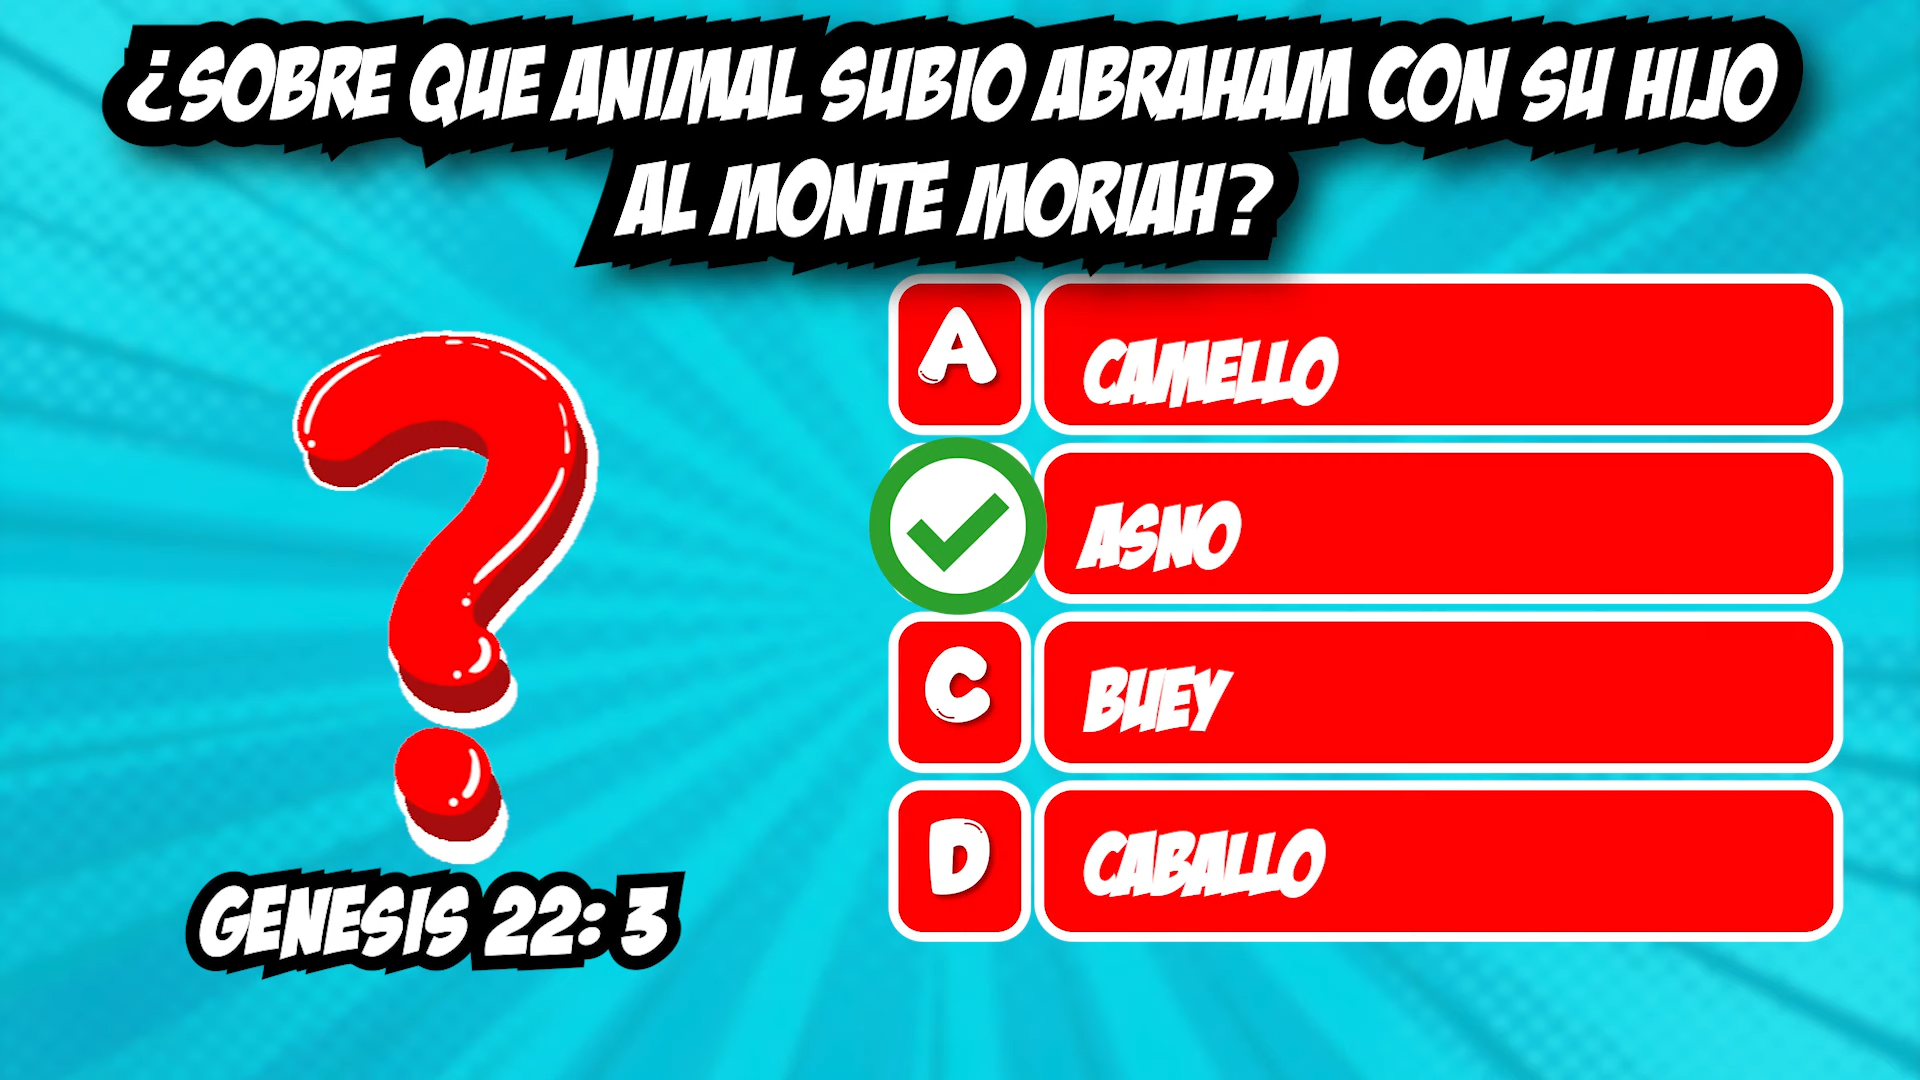 ¿SOBRE QUE ANIMAL SUBIO ABRAHAM CON SU HIJO
AL MONTE MORIAH?
A
CAMELLO
ASNO
C
BUEY
D
CABALLO
GENESIS 22: 3